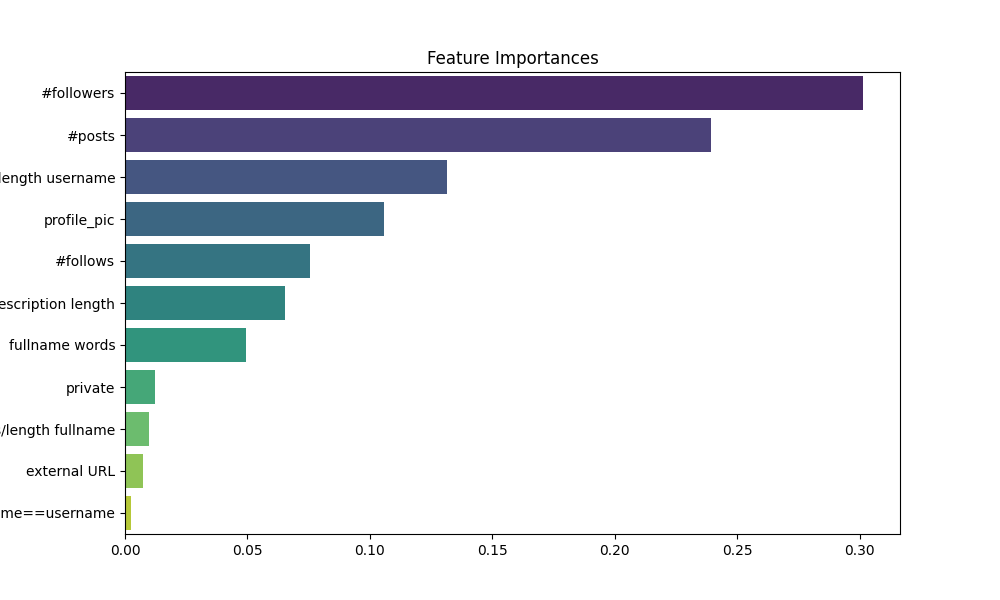 Feature Importances
#followers
#posts
length username
profile_pic
#follows
escription length
fullname words
private
/length fullname
external URL
me==username
0.00 0.05 0.10 0.15 0.20 0.25 0.30